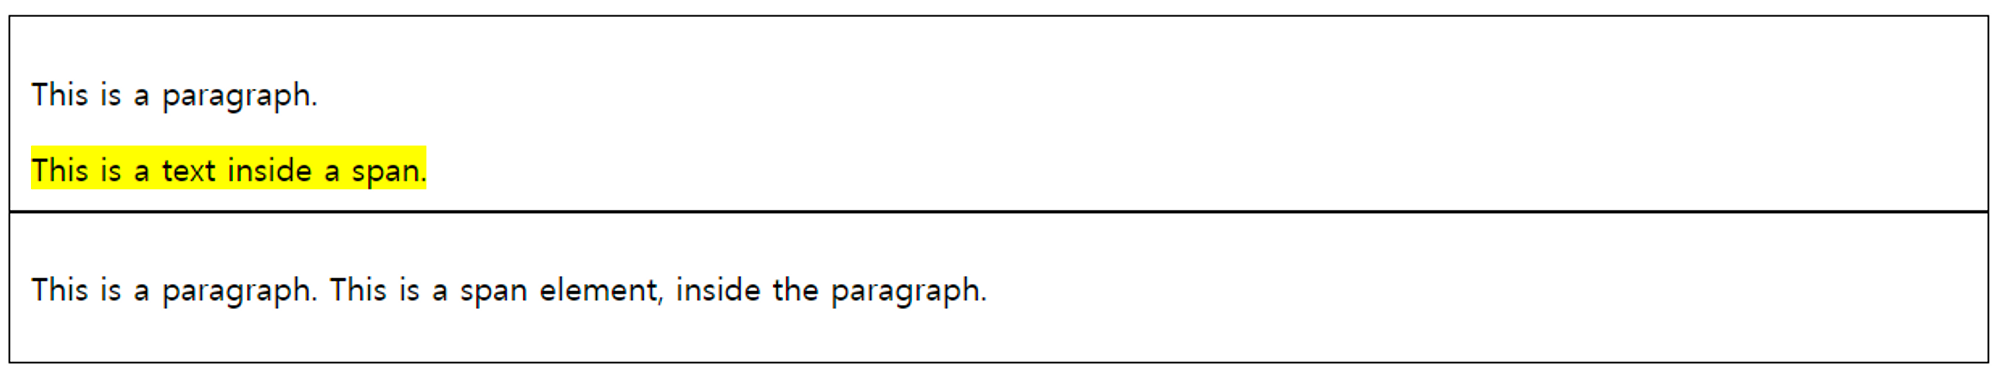 This is a paragraph.
This is a text inside a span.
This is a paragraph. This is a span element, inside the paragraph.